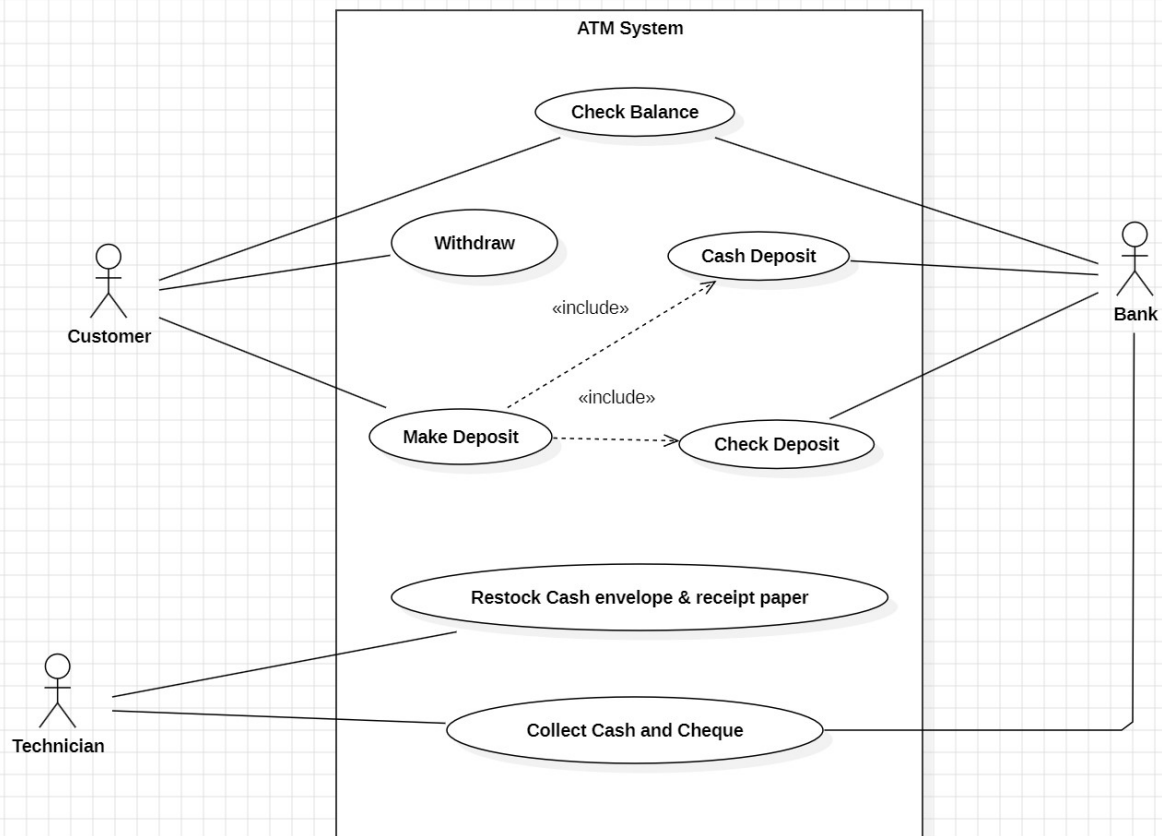 ATM System
Check Balance
Withdraw
Cash Deposit
«include»
Bank
Customer
«include»
Make Deposit
Check Deposit
Restock Cash envelope & receipt paper
Collect Cash and Cheque
Technician